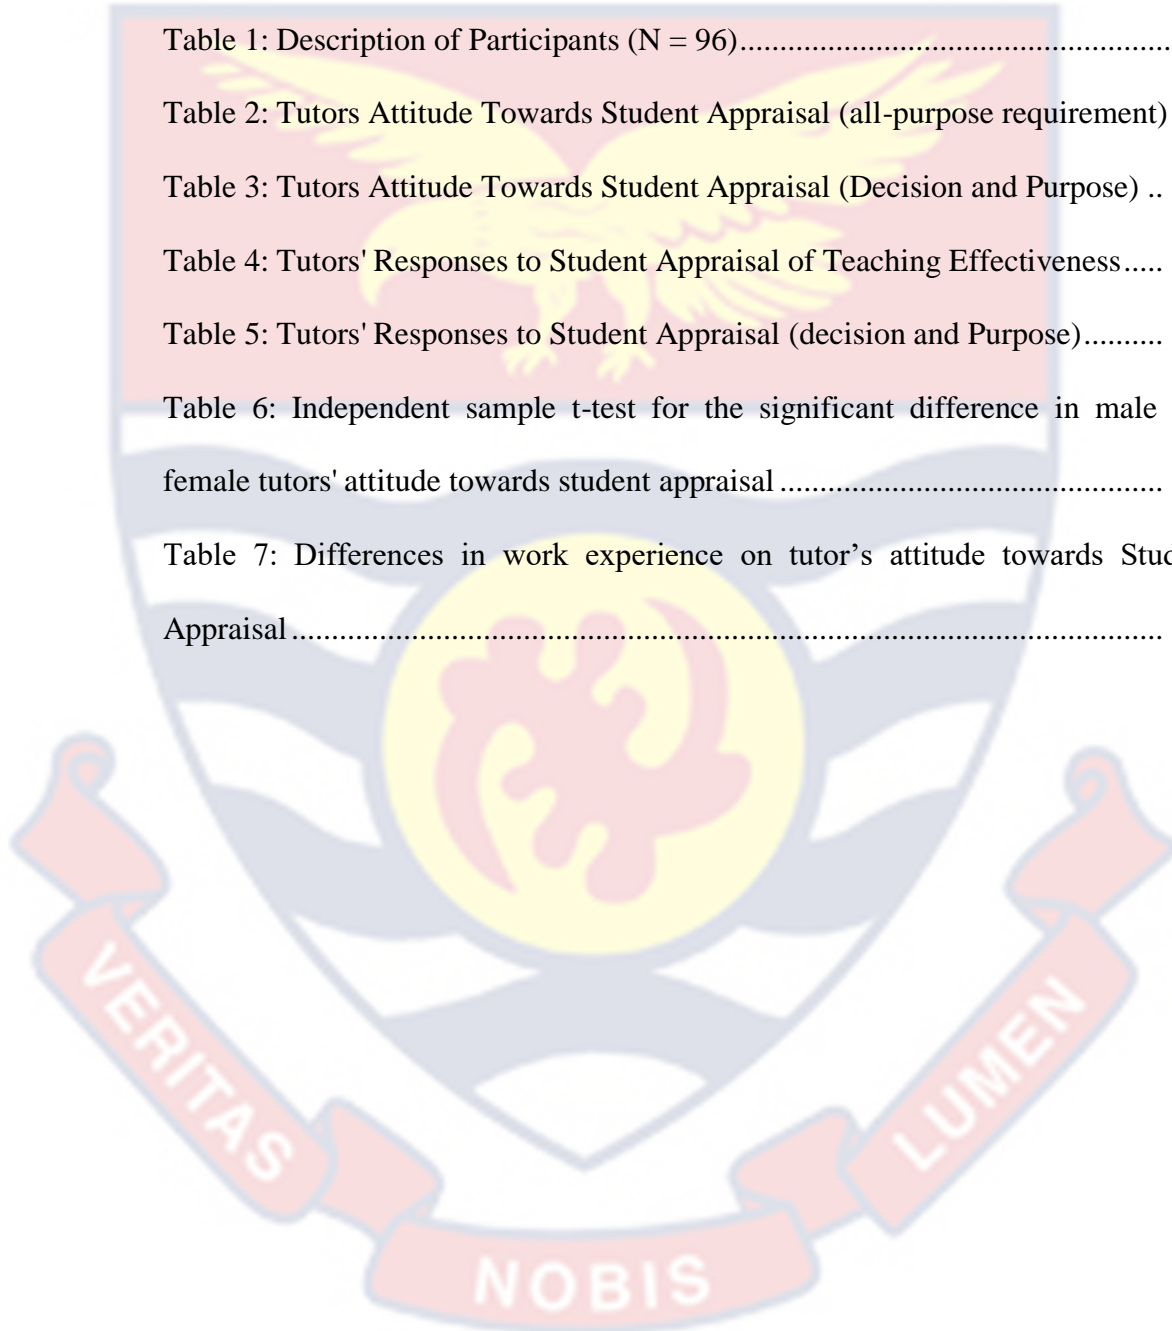 Table 1: Description of Participants (N = 96)..............................................
Table 2: Tutors Attitude Towards Student Appraisal (all-purpose requirement)
Table 3: Tutors Attitude Towards Student Appraisal (Decision and Purpose) ..
Table 4: Tutors' Responses to Student Appraisal of Teaching Effectiveness.....
Table 5: Tutors' Responses to Student Appraisal (decision and Purpose)..........
Table 6: Independent sample t-test for the significant difference in male
female tutors' attitude towards student appraisal .........................................
Table 7: Differences in work experience on tutor’s attitude towards Stud
Appraisal.............................................................................................
VERITAS
NOBIS
LUMEN